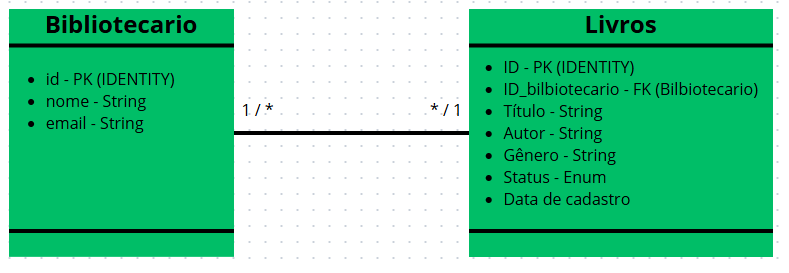 Bibliotecario
id - PK (IDENTITY)
nome - String
email - String
1 / *
* / 1
Livros
ID - PK (IDENTITY)
ID_bilbiotecario - FK (Bilbiotecario)
Título - String
Autor - String
Gênero - String
Status - Enum
Data de cadastro